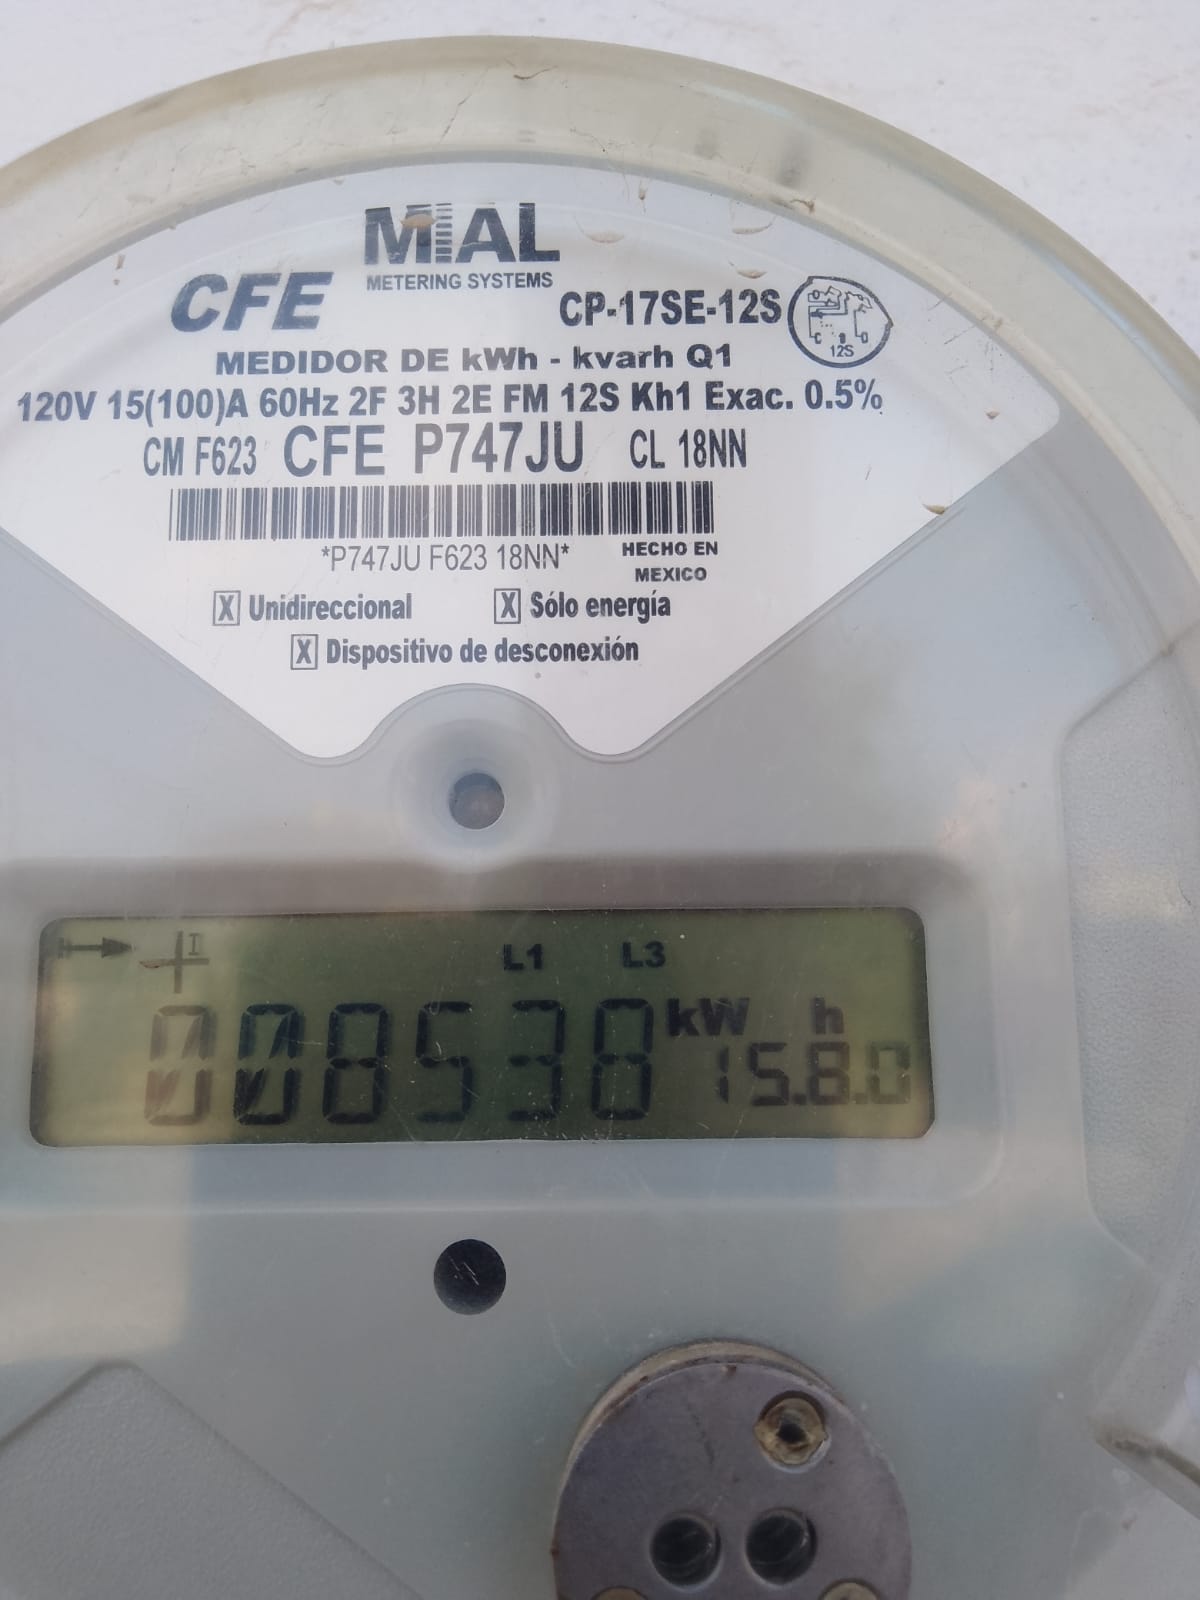 MIAL
METERING SYSTEMS
CFE
CP-17SE-12S
12S
MEDIDOR DE kWh - kvarh Q1
120V 15(100)A 60Hz 2F 3H 2E FM 12S Kh1 Exac. 0.5%
CM F623 CFE P747JU CL 18NN
*P747JU F623 18NN*
HECHO EN
MEXICO
X Unidireccional X Sólo energía
X Dispositivo de desconexión
L1 L3
008538 kW h
15.8.0